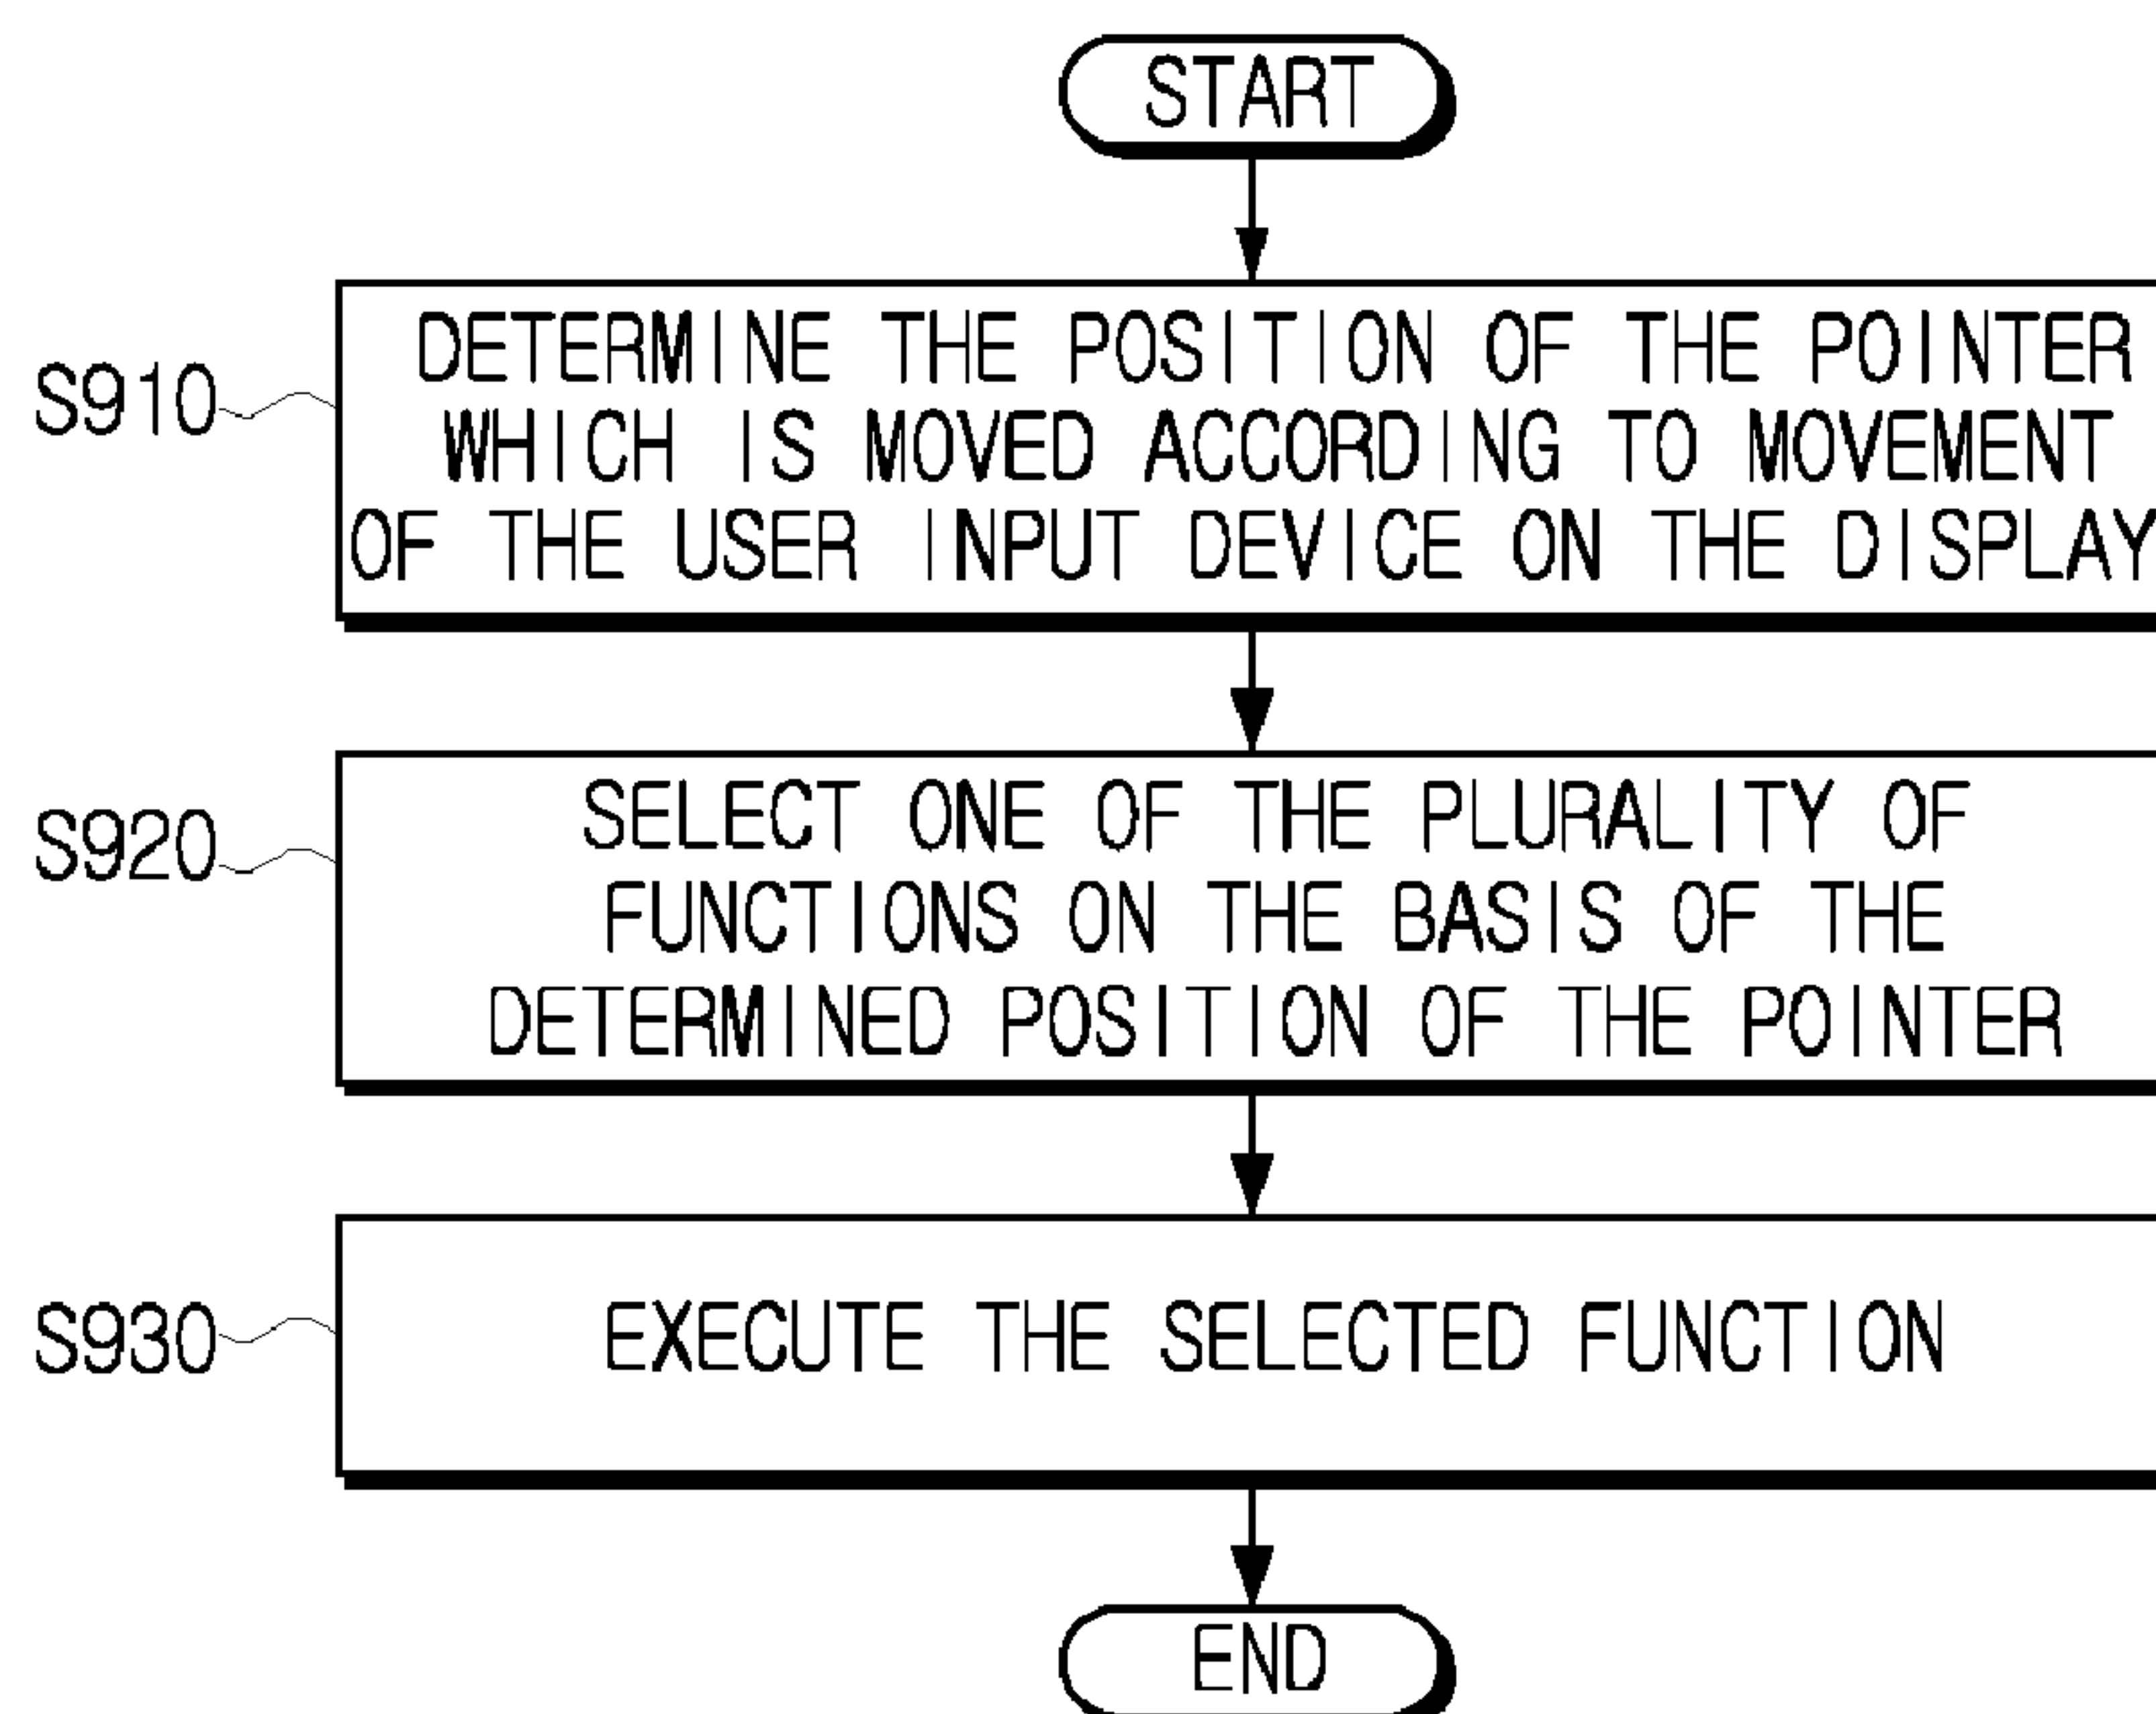 START
S910
DETERMINE THE POSITION OF THE POINTER
WHICH IS MOVED ACCORDING TO MOVEMENT
OF THE USER INPUT DEVICE ON THE DISPLAY
S920
SELECT ONE OF THE PLURALITY OF
FUNCTIONS ON THE BASIS OF THE
DETERMINED POSITION OF THE POINTER
S930
EXECUTE THE SELECTED FUNCTION
END